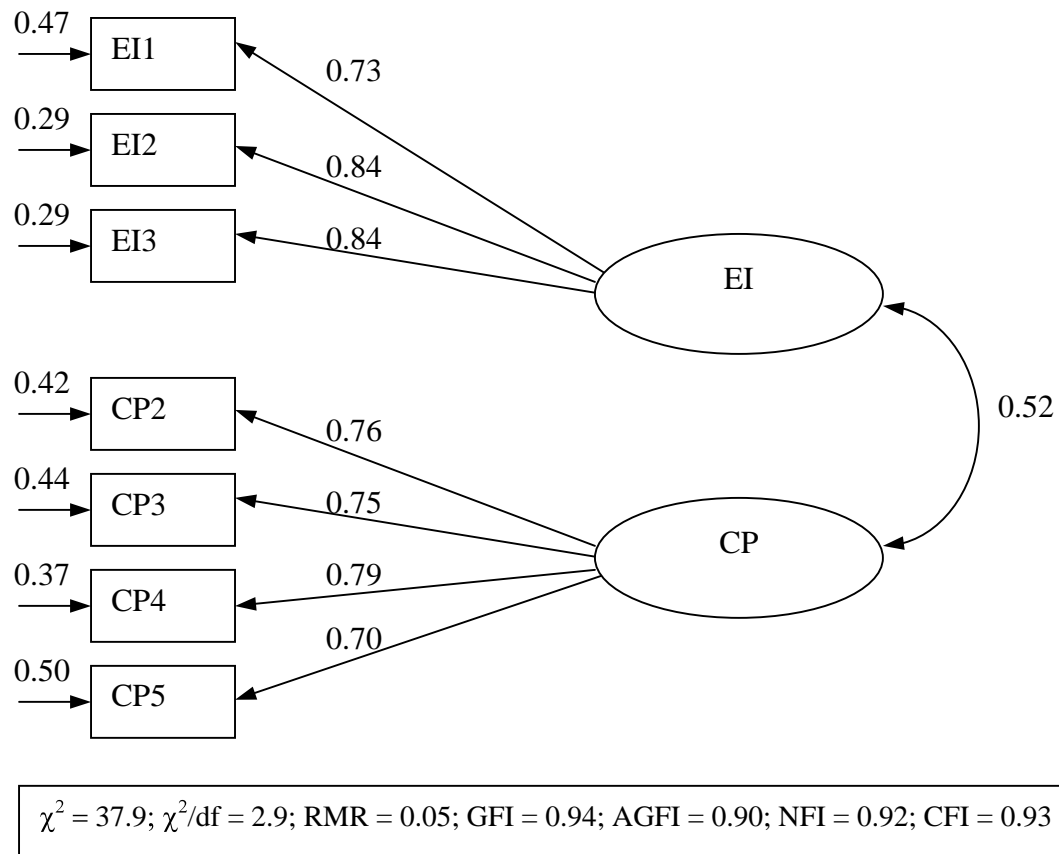 0.47
EI1
0.73
0.29
EI2
0.84
0.29
EI3
0.84
EI
0.52
0.42
CP2
0.76
0.44
CP3
0.75
CP
0.37
CP4
0.79
0.50
CP5
0.70
χ² = 37.9; χ²/df = 2.9; RMR = 0.05; GFI = 0.94; AGFI = 0.90; NFI = 0.92; CFI = 0.93